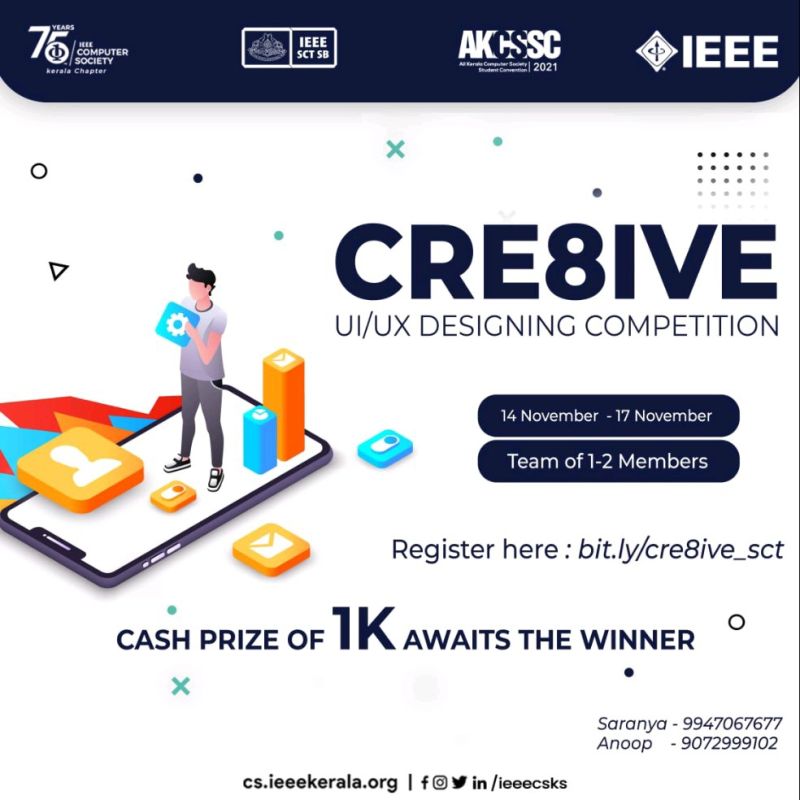 75 YEARS
IEEE
COMPUTER
SOCIETY
kerala Chapter
IEEE
SCT SB
AKCSSC
All Kerala Computer Society
Student Convention | 2021
IEEE
CRE8IVE
UI/UX DESIGNING COMPETITION
14 November - 17 November
Team of 1-2 Members
Register here : bit.ly/cre8ive_sct
CASH PRIZE OF 1K AWAITS THE WINNER
Saranya - 9947067677
Anoop - 9072999102
cs.ieeekerala.org | /ieeecsks